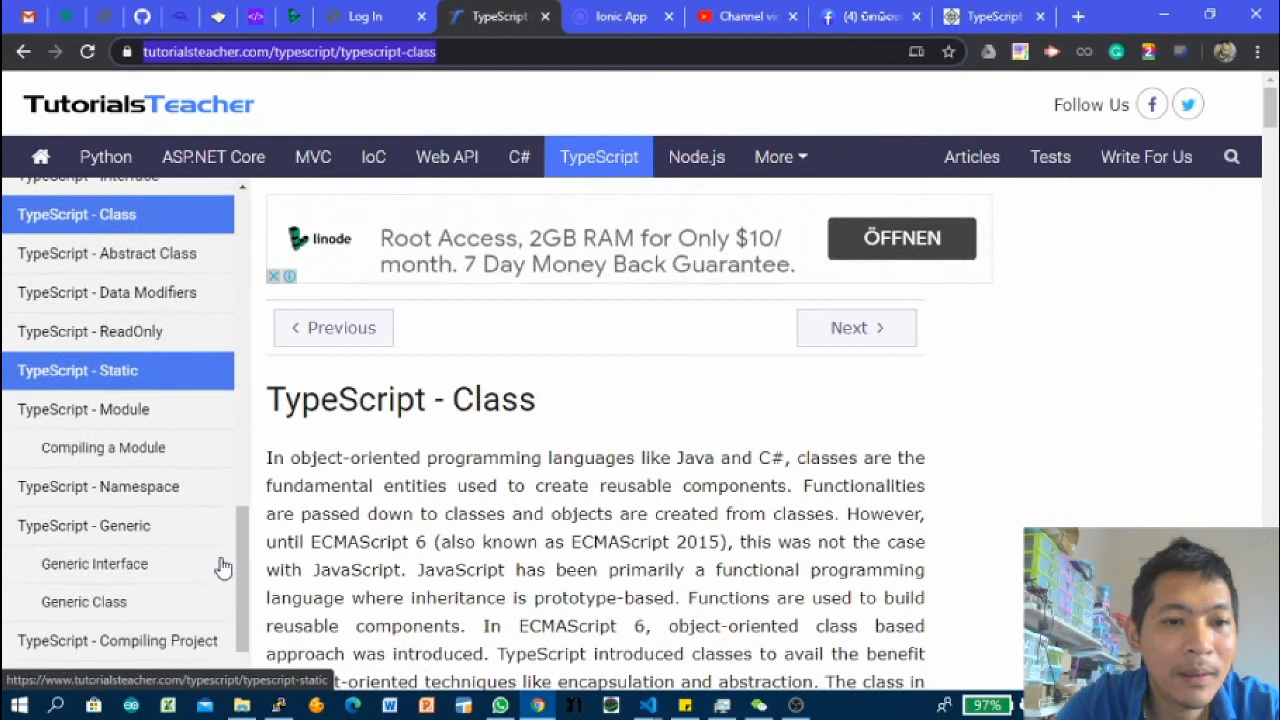 Log In
TypeScript
Ionic App
Channel vi
TypeScript
tutorialsteacher.com/typescript/typescript-class
TutorialsTeacher
Follow Us
Python
ASP.NET Core
MVC
IoC
Web API
C#
TypeScript
Node.js
More
Articles
Tests
Write For Us
TypeScript - Interface
TypeScript - Class
TypeScript - Abstract Class
TypeScript - Data Modifiers
TypeScript - ReadOnly
TypeScript - Static
TypeScript - Module
Compiling a Module
TypeScript - Namespace
TypeScript - Generic
Generic Interface
Generic Class
TypeScript - Compiling Project
linode
Root Access, 2GB RAM for Only $10/
month. 7 Day Money Back Guarantee.
ÖFFNEN
Previous
Next
TypeScript - Class
In object-oriented programming languages like Java and C#, classes are the
fundamental entities used to create reusable components. Functionalities
are passed down to classes and objects are created from classes. However,
until ECMAScript 6 (also known as ECMAScript 2015), this was not the case
with JavaScript. JavaScript has been primarily a functional programming
language where inheritance is prototype-based. Functions are used to build
reusable components. In ECMAScript 6, object-oriented class based
approach was introduced. TypeScript introduced classes to avail the benefit
t-oriented techniques like encapsulation and abstraction. The class in
https://www.tutorialsteacher.com/typescript/typescript-static
97%